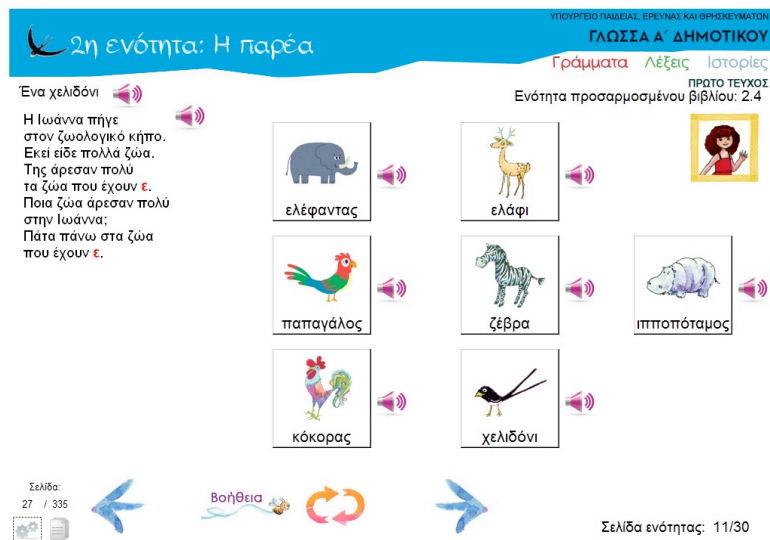 ΥΠΟΥΡΓΕΙΟ ΠΑΙΔΕΙΑΣ, ΕΡΕΥΝΑΣ ΚΑΙ ΘΡΗΣΚΕΥΜΑΤΩΝ
2η ενότητα: Η παρέα
ΓΛΩΣΣΑ Α΄ ΔΗΜΟΤΙΚΟΥ
Γράμματα Λέξεις Ιστορίες
ΠΡΩΤΟ ΤΕΥΧΟΣ
Ενότητα προσαρμοσμένου βιβλίου: 2.4
Ένα χελιδόνι
Η Ιωάννα πήγε
στον ζωολογικό κήπο.
Εκεί είδε πολλά ζώα.
Της άρεσαν πολύ
τα ζώα που έχουν ε.
Ποια ζώα άρεσαν πολύ
στην Ιωάννα;
Πάτα πάνω στα ζώα
που έχουν ε.
ελέφαντας ελάφι
παπαγάλος ζέβρα ιπποπόταμος
κόκορας χελιδόνι
Σελίδα:
27 / 335
Βοήθεια
Σελίδα ενότητας: 11/30